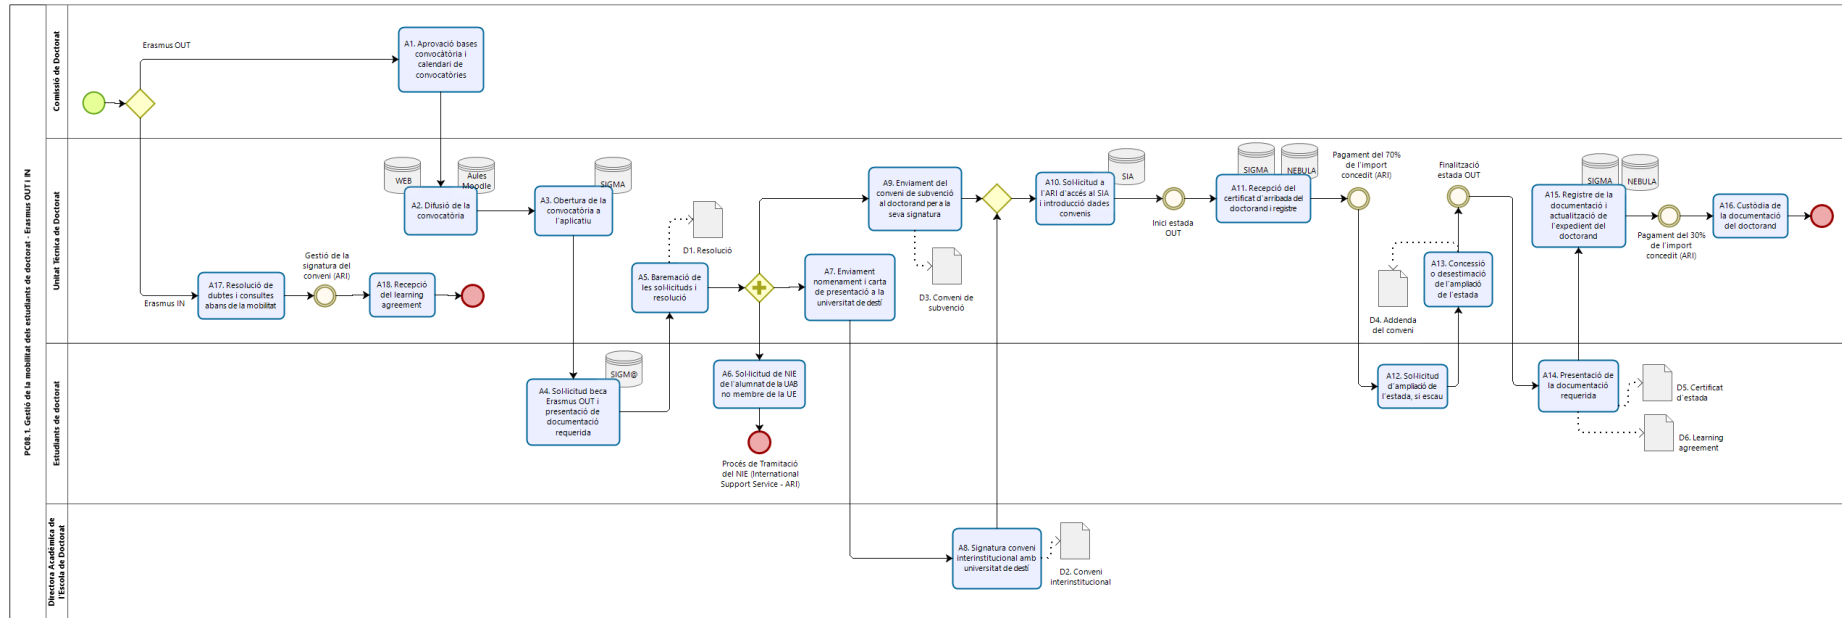 PC08.1. Gestió de la mobilitat dels estudiants de doctorat - Erasmus OUT i IN
Comissió de Doctorat
Erasmus OUT
A1. Aprovació bases
convocàtòria i
calendari de
convocatòries
Unitat Tècnica de Doctorat
Erasmus IN
A17. Resolució de
dubtes i consultes
abans de la mobilitat
Gestió de la
signatura del
conveni (ARI)
A18. Recepció
del learning
agreement
WEB
Aules
Moodle
A2. Difusió de la
convocatòria
SIGMA
A3. Obertura de la
convocatòria a
l'aplicatiu
D1. Resolució
A5. Baremació de
les sol·licituds i
resolució
A9. Enviament del
conveni de subvenció
al doctorand per a la
seva signatura
D3. Conveni de
subvenció
A7. Enviament
nomenament i carta
de presentació a la
universitat de destí
SIA
A10. Sol·licitud a
l'ARI d'accés al SIA
i introducció dades
convenis
Inici estada
OUT
SIGMA
NEBULA
A11. Recepció del
certificat d'arribada del
doctorand i registre
Pagament del 70%
de l'import
concedit (ARI)
Finalització
estada OUT
A13. Concessió
o desestimació
de l'ampliació
de l'estada
D4. Addenda
del conveni
SIGMA
NEBULA
A15. Registre de la
documentació i
actualització de
l'expedient del
doctorand
Pagament del 30%
de l'import
concedit (ARI)
A16. Custòdia de
la documentació
del doctorand
Estudiants de doctorat
SIGM@
A4. Sol·licitud beca
Erasmus OUT i
presentació de
documentació
requerida
A6. Sol·licitud de NIE
de l'alumnat de la UAB
no membre de la UE
Procés de Tramitació
del NIE (International
Support Service - ARI)
A12. Sol·licitud
d'ampliació de
l'estada, si escau
A14. Presentació de
la documentació
requerida
D5. Certificat
d'estada
D6. Learning
agreement
Directora Acadèmica de
l'Escola de Doctorat
A8. Signatura conveni
interinstitucional amb
universitat de destí
D2. Conveni
interinstitucional